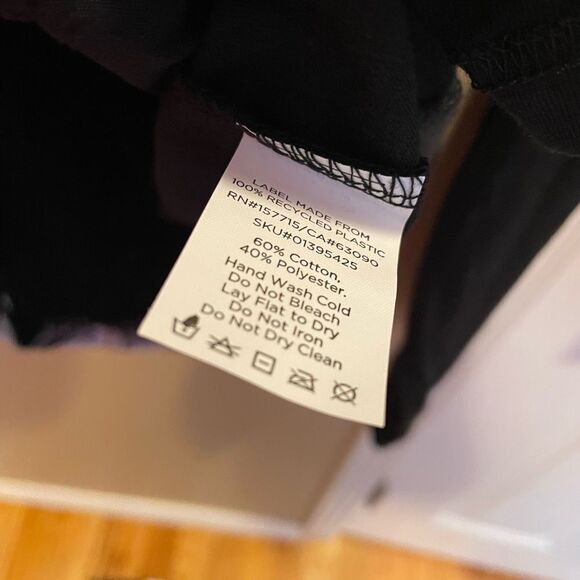 LABEL MADE FROM
100% RECYCLED PLASTIC
RN#157715/CA#63090
SKU#01395425
60% Cotton,
40% Polyester.
Hand Wash Cold
Do Not Bleach
Lay Flat to Dry
Do Not Iron
Do Not Dry Clean